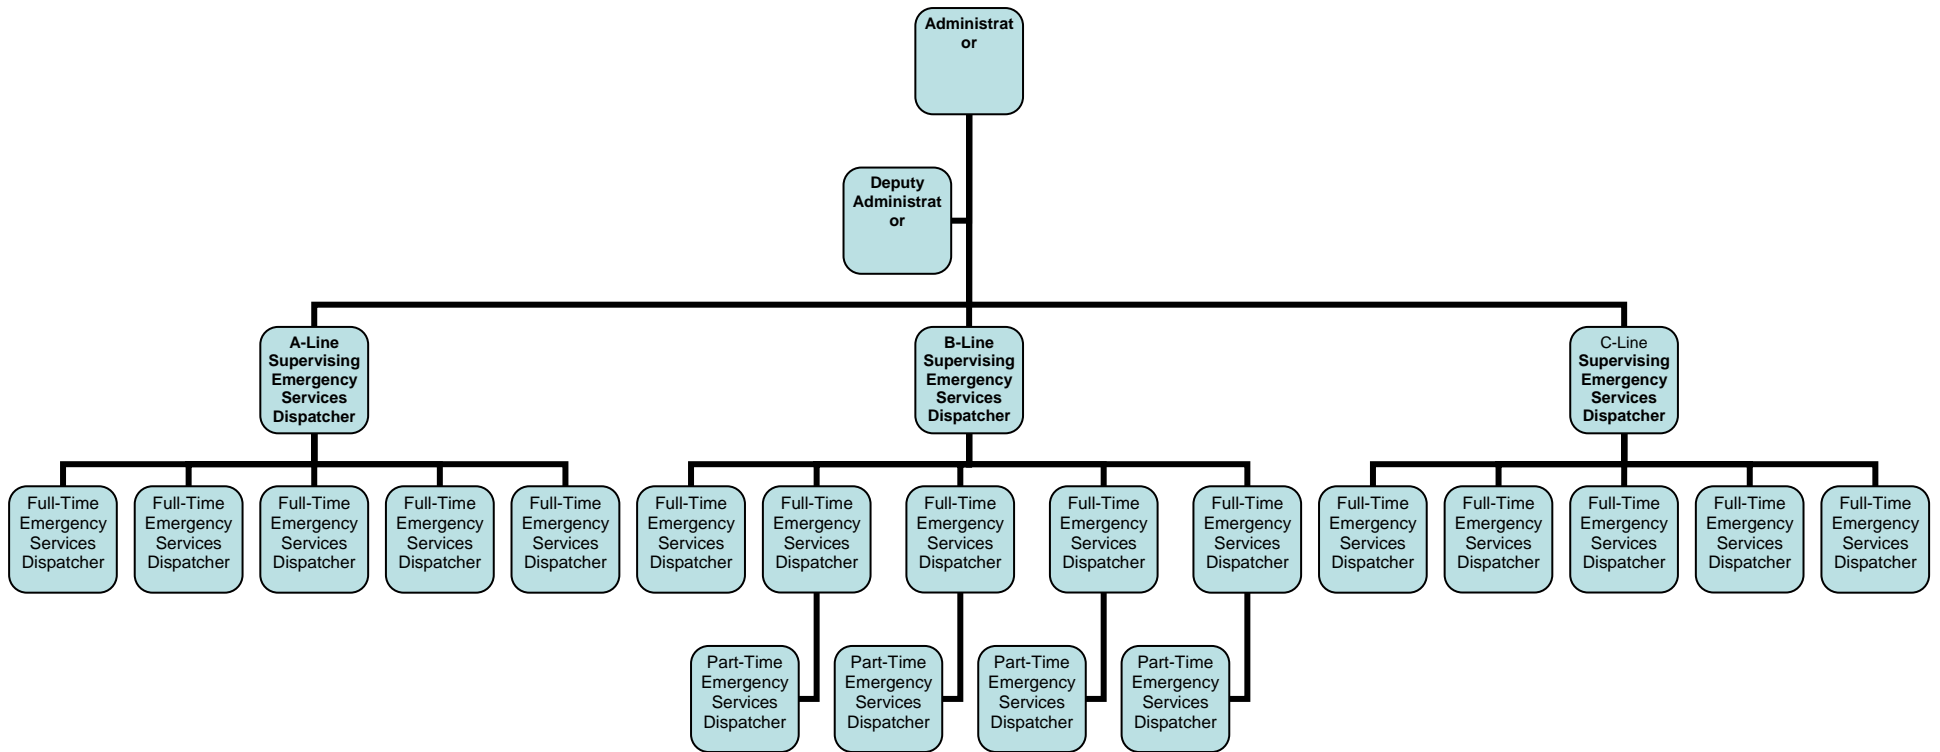 Administrat
or
Deputy
Administrat
or
A-Line
Supervising
Emergency
Services
Dispatcher
B-Line
Supervising
Emergency
Services
Dispatcher
C-Line
Supervising
Emergency
Services
Dispatcher
Full-Time
Emergency
Services
Dispatcher
Full-Time
Emergency
Services
Dispatcher
Full-Time
Emergency
Services
Dispatcher
Full-Time
Emergency
Services
Dispatcher
Full-Time
Emergency
Services
Dispatcher
Full-Time
Emergency
Services
Dispatcher
Full-Time
Emergency
Services
Dispatcher
Full-Time
Emergency
Services
Dispatcher
Full-Time
Emergency
Services
Dispatcher
Full-Time
Emergency
Services
Dispatcher
Full-Time
Emergency
Services
Dispatcher
Full-Time
Emergency
Services
Dispatcher
Full-Time
Emergency
Services
Dispatcher
Full-Time
Emergency
Services
Dispatcher
Full-Time
Emergency
Services
Dispatcher
Part-Time
Emergency
Services
Dispatcher
Part-Time
Emergency
Services
Dispatcher
Part-Time
Emergency
Services
Dispatcher
Part-Time
Emergency
Services
Dispatcher